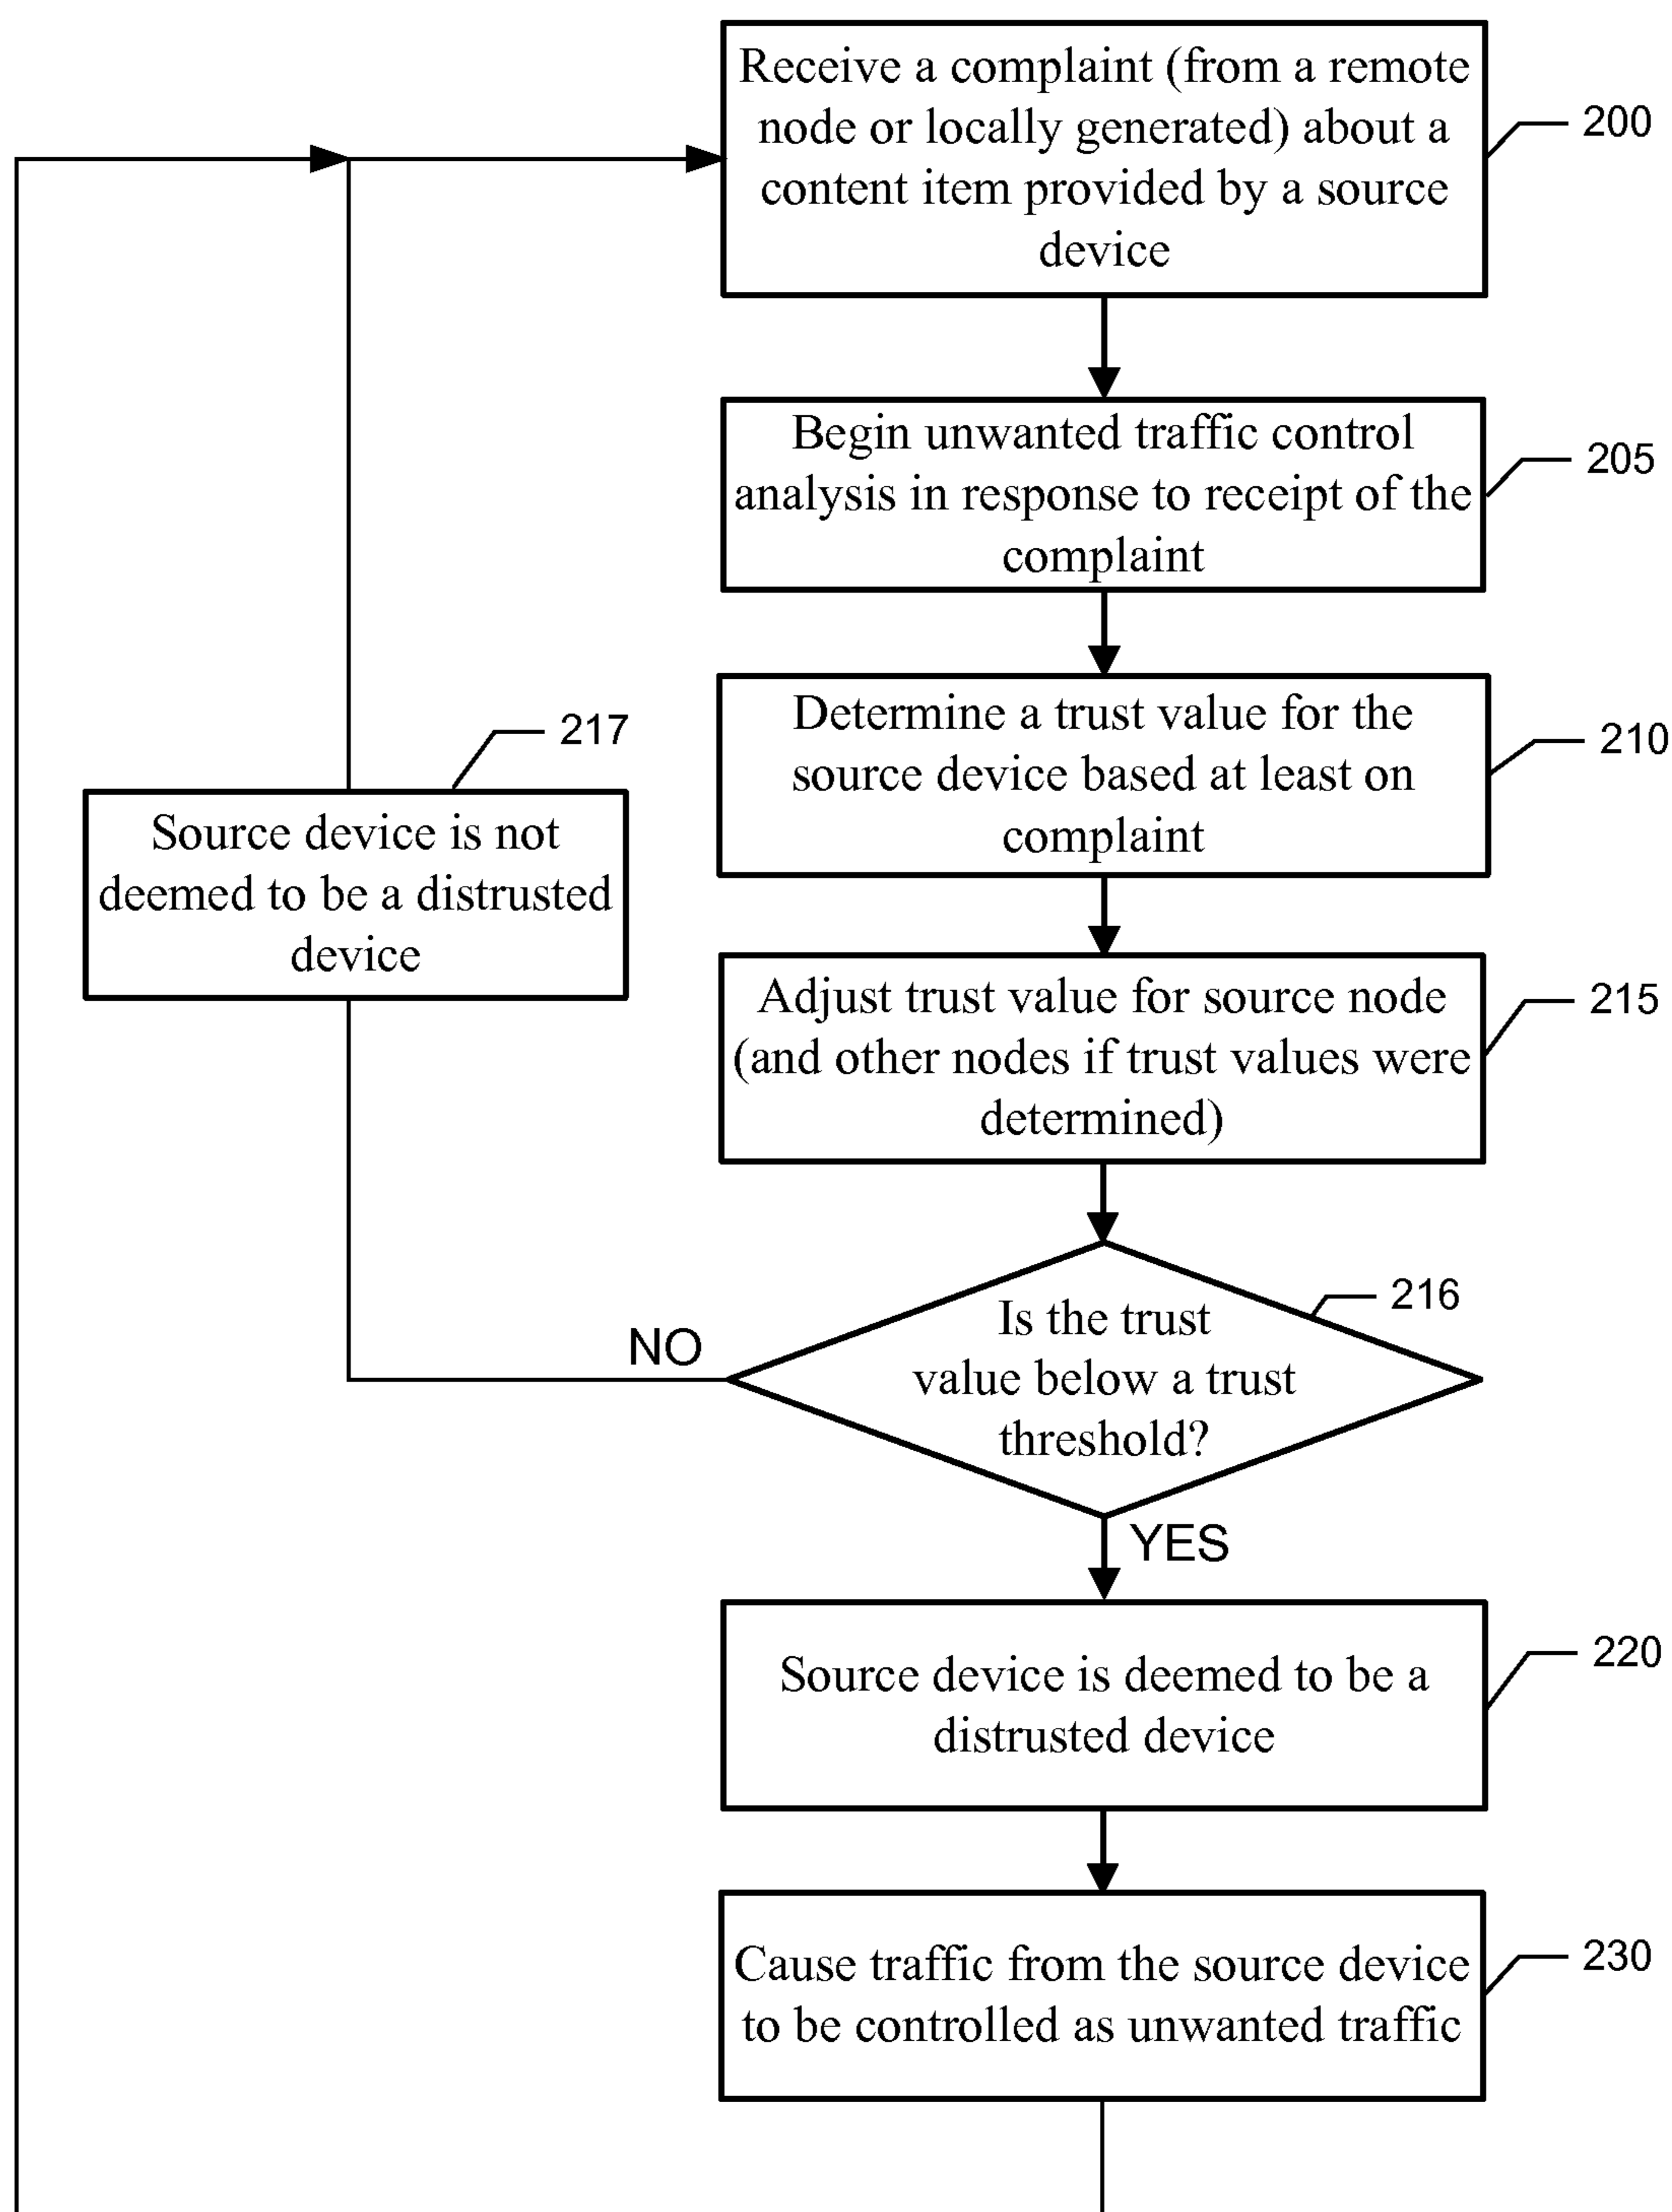 Receive a complaint (from a remote
node or locally generated) about a
content item provided by a source
device
200
Begin unwanted traffic control
analysis in response to receipt of the
complaint
205
Determine a trust value for the
source device based at least on
complaint
210
217
Source device is not
deemed to be a distrusted
device
Adjust trust value for source node
(and other nodes if trust values were
determined)
215
Is the trust
value below a trust
threshold?
216
NO
YES
Source device is deemed to be a
distrusted device
220
Cause traffic from the source device
to be controlled as unwanted traffic
230